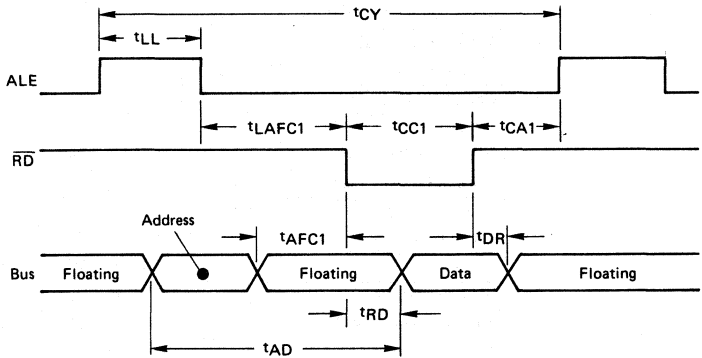 tCY
tLL
ALE
tLAFC1
tCC1
tCA1
RD
Address
tAFC1
tDR
Bus
Floating
Floating
Data
Floating
tRD
tAD